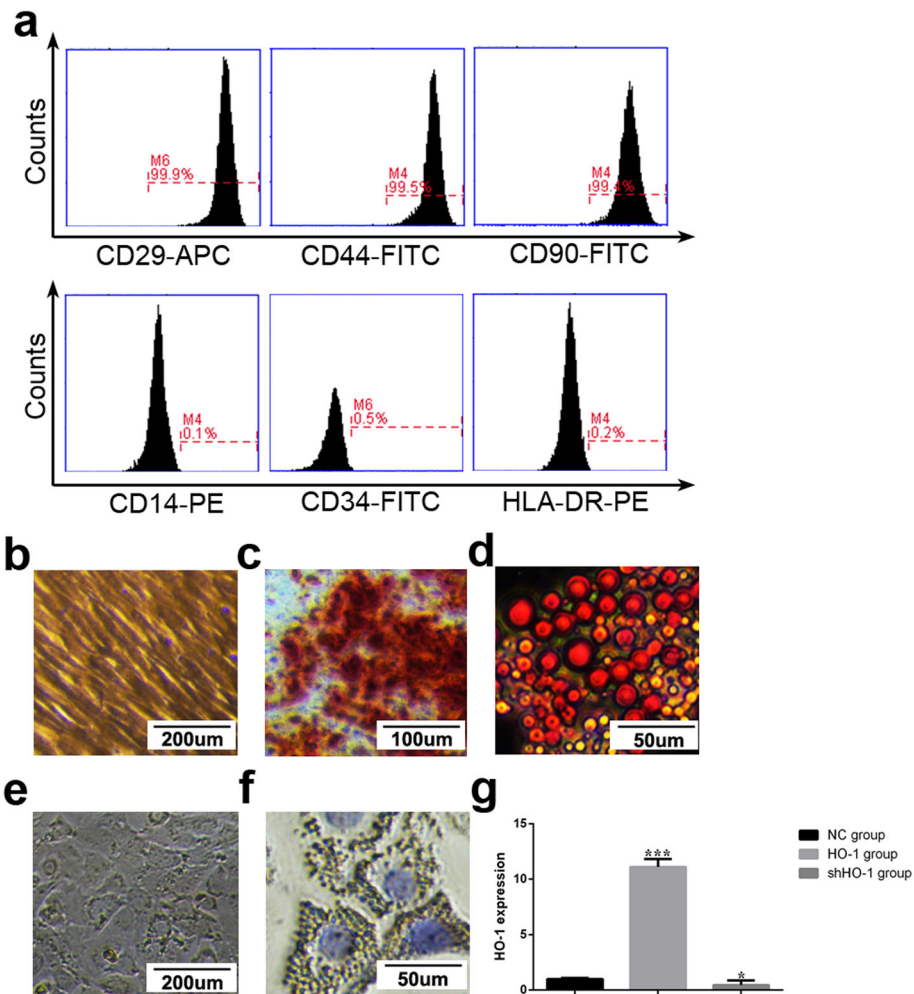 a
Counts
M6
99.9%
M4
99.5%
M4
99.4%
CD29-APC CD44-FITC CD90-FITC
Counts
M4
0.1%
M6
0.5%
M4
0.2%
CD14-PE CD34-FITC HLA-DR-PE
b c d
200um 100um 50um
e f g
200um 50um
HO-1 expression
15
10
5
0
***
*
NC group
HO-1 group
shHO-1 group